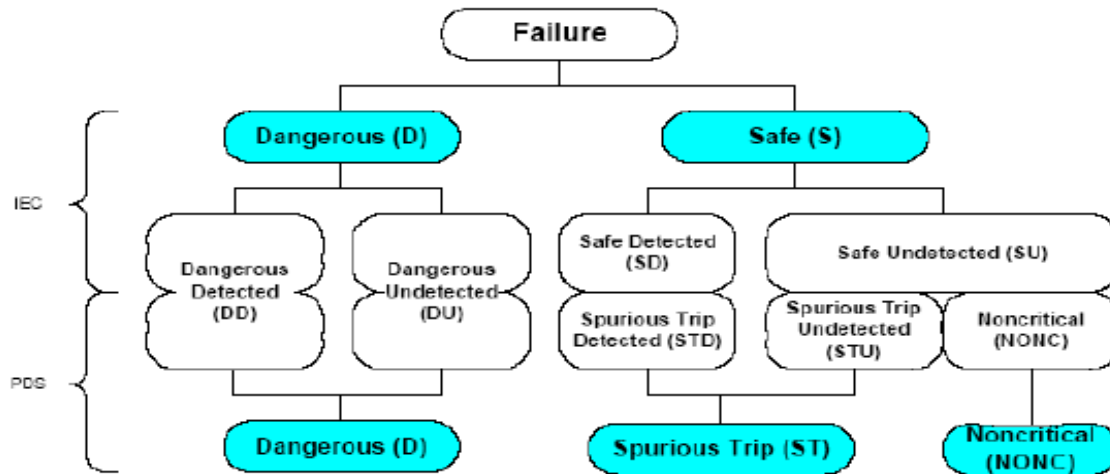 Failure
Dangerous (D)
Safe (S)
IEC
Dangerous
Detected
(DD)
Dangerous
Undetected
(DU)
Safe Detected
(SD)
Safe Undetected (SU)
Spurious Trip
Detected (STD)
Spurious Trip
Undetected
(STU)
Noncritical
(NONC)
PDS
Dangerous (D)
Spurious Trip (ST)
Noncritical
(NONC)